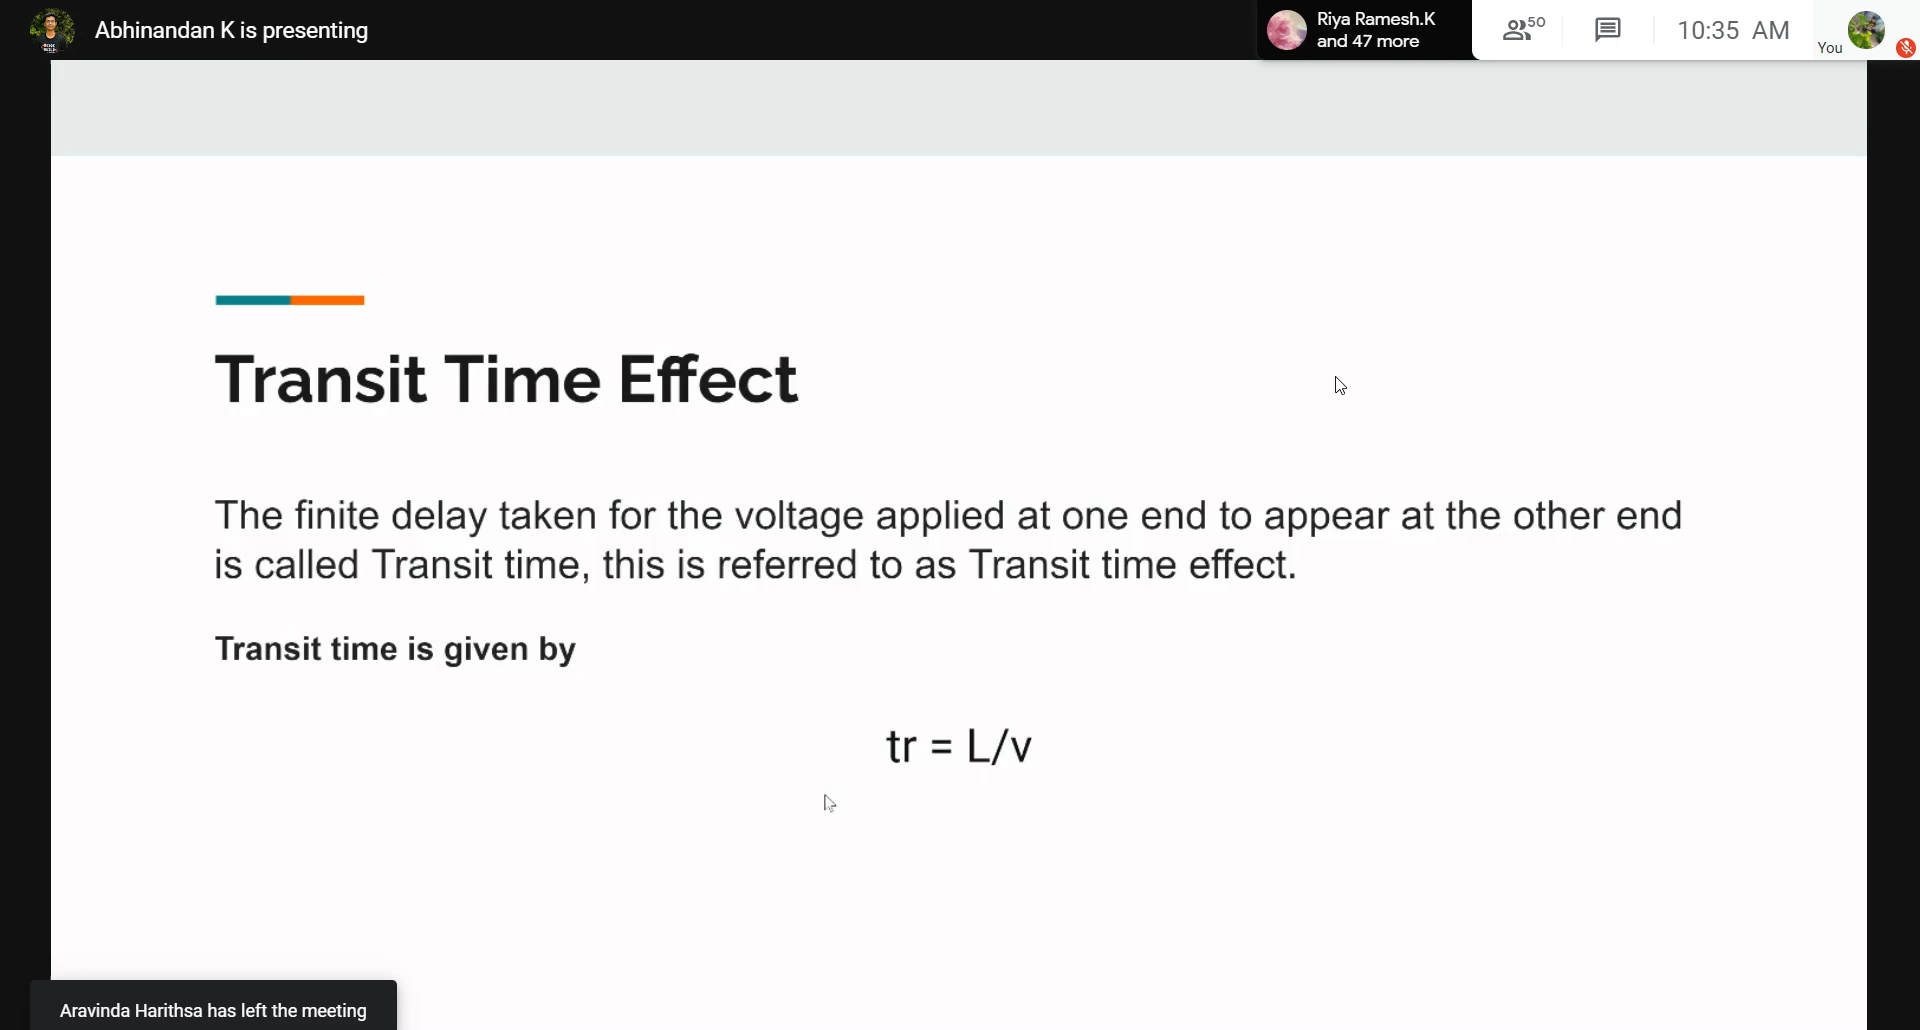 Abhinandan K is presenting
Riya Ramesh.K
and 47 more
50
10:35 AM
You
Transit Time Effect
The finite delay taken for the voltage applied at one end to appear at the other end
is called Transit time, this is referred to as Transit time effect.
Transit time is given by
tr = L/v
Aravinda Harithsa has left the meeting